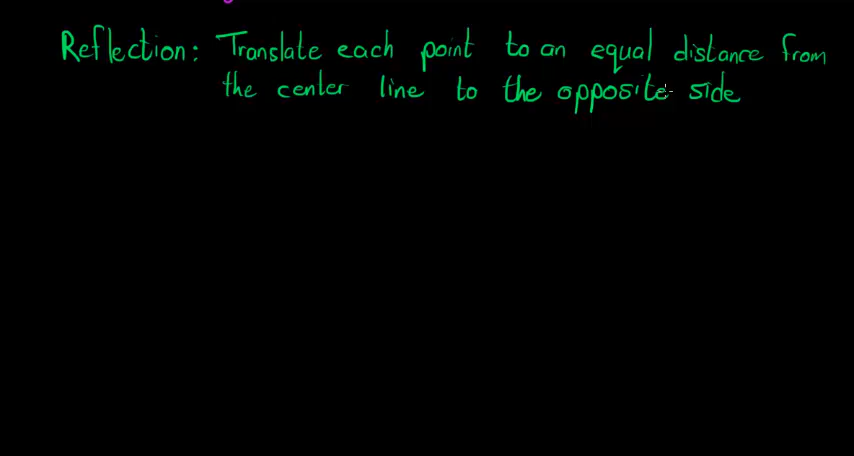 Reflection: Translate each point to an equal distance from
the center line to the opposite side